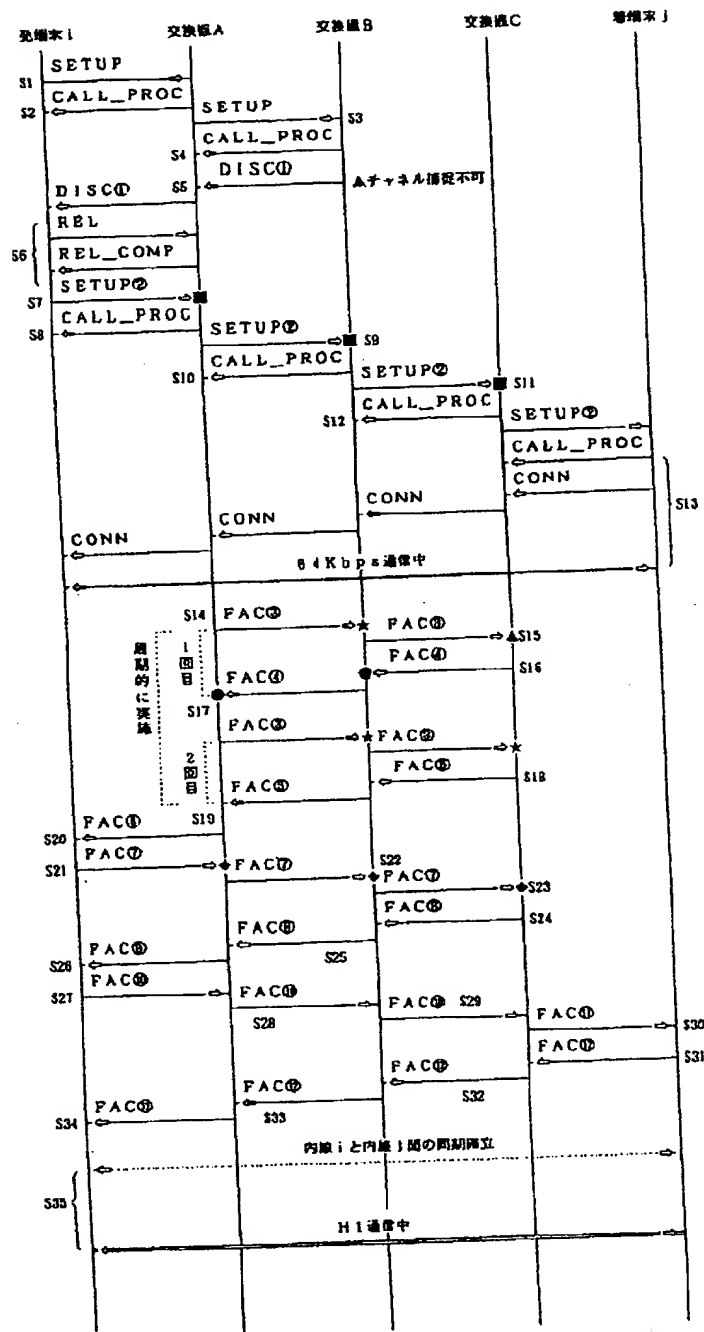 発端末i 交換機A 交換機B 交換機C 着端末j
SETUP
S1
CALL_PROC
S2
SETUP
S3
CALL_PROC
S4
DISC①
S5
▲チャネル捕捉不可
DISC①
REL
S6
REL_COMP
SETUP②
S7
CALL_PROC
S8
SETUP②
S9
CALL_PROC
S10
SETUP②
S11
CALL_PROC
S12
SETUP②
CALL_PROC
CONN
S13
CONN
CONN
CONN
64Kbps通信中
S14
FAC③
FAC③
S15
周期的に実施
1回目
FAC④
S16
FAC④
S17
FAC③
FAC③
2回目
FAC⑤
S18
FAC⑤
S19
FAC⑥
S20
FAC⑦
S21
FAC⑦
S22
FAC⑦
S23
FAC⑧
S24
FAC⑧
S25
FAC⑨
S26
FAC⑩
S27
FAC⑩
S28
FAC⑩
S29
FAC⑪
S30
FAC⑫
S31
FAC⑫
S32
FAC⑫
S33
FAC⑬
S34
内線iと内線j間の同期確立
S35
H1通信中